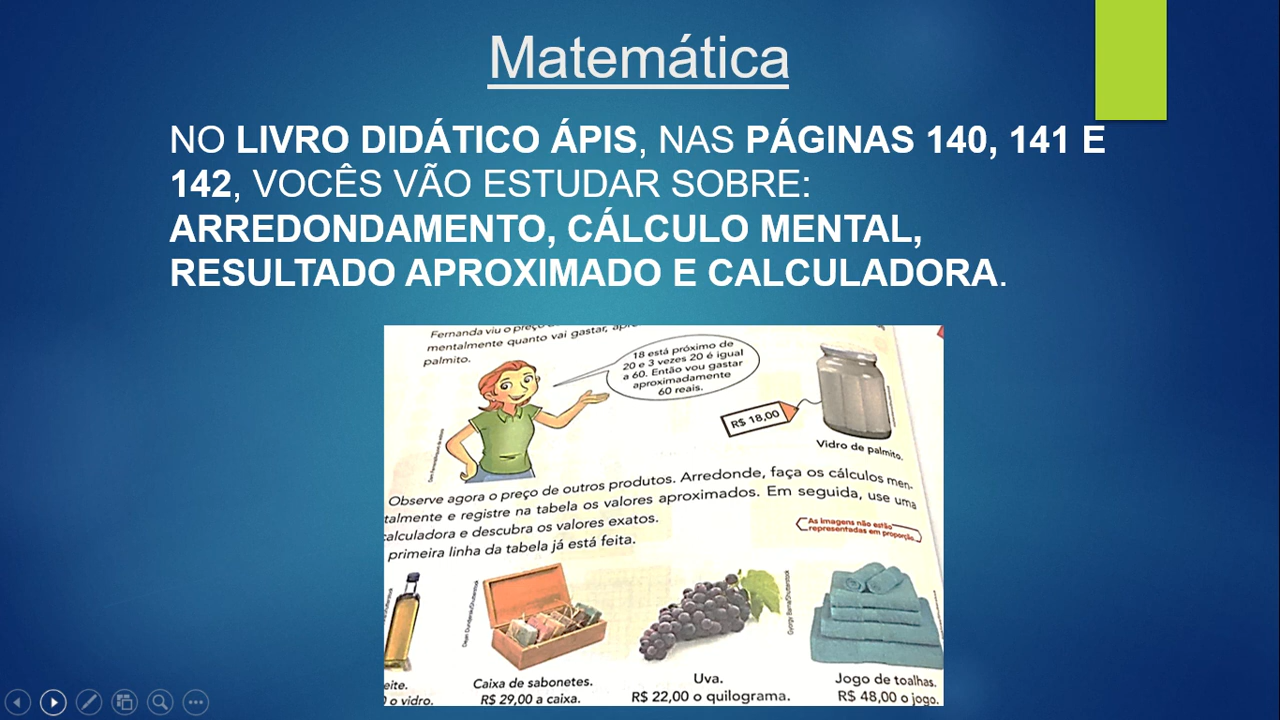 Matemática
NO LIVRO DIDÁTICO ÁPIS, NAS PÁGINAS 140, 141 E
142, VOCÊS VÃO ESTUDAR SOBRE:
ARREDONDAMENTO, CÁLCULO MENTAL,
RESULTADO APROXIMADO E CALCULADORA.
Fernanda viu o preço
mentalmente quanto vai gastar,
palmito.
18 está próximo de
20 e 3 vezes 20 é igual
a 60. Então vou gastar
aproximadamente
60 reais.
R$ 18,00
Vidro de palmito.
Observe agora o preço de outros produtos. Arredonde, faça os cálculos men-
talmente e registre na tabela os valores aproximados. Em seguida, use uma
calculadora e descubra os valores exatos.
primeira linha da tabela já está feita.
As imagens não estão
representadas em proporção.
eite.
o vidro.
Caixa de sabonetes.
R$ 29,00 a caixa.
Uva.
R$ 22,00 o quilograma.
Jogo de toalhas.
R$ 48,00 o jogo.